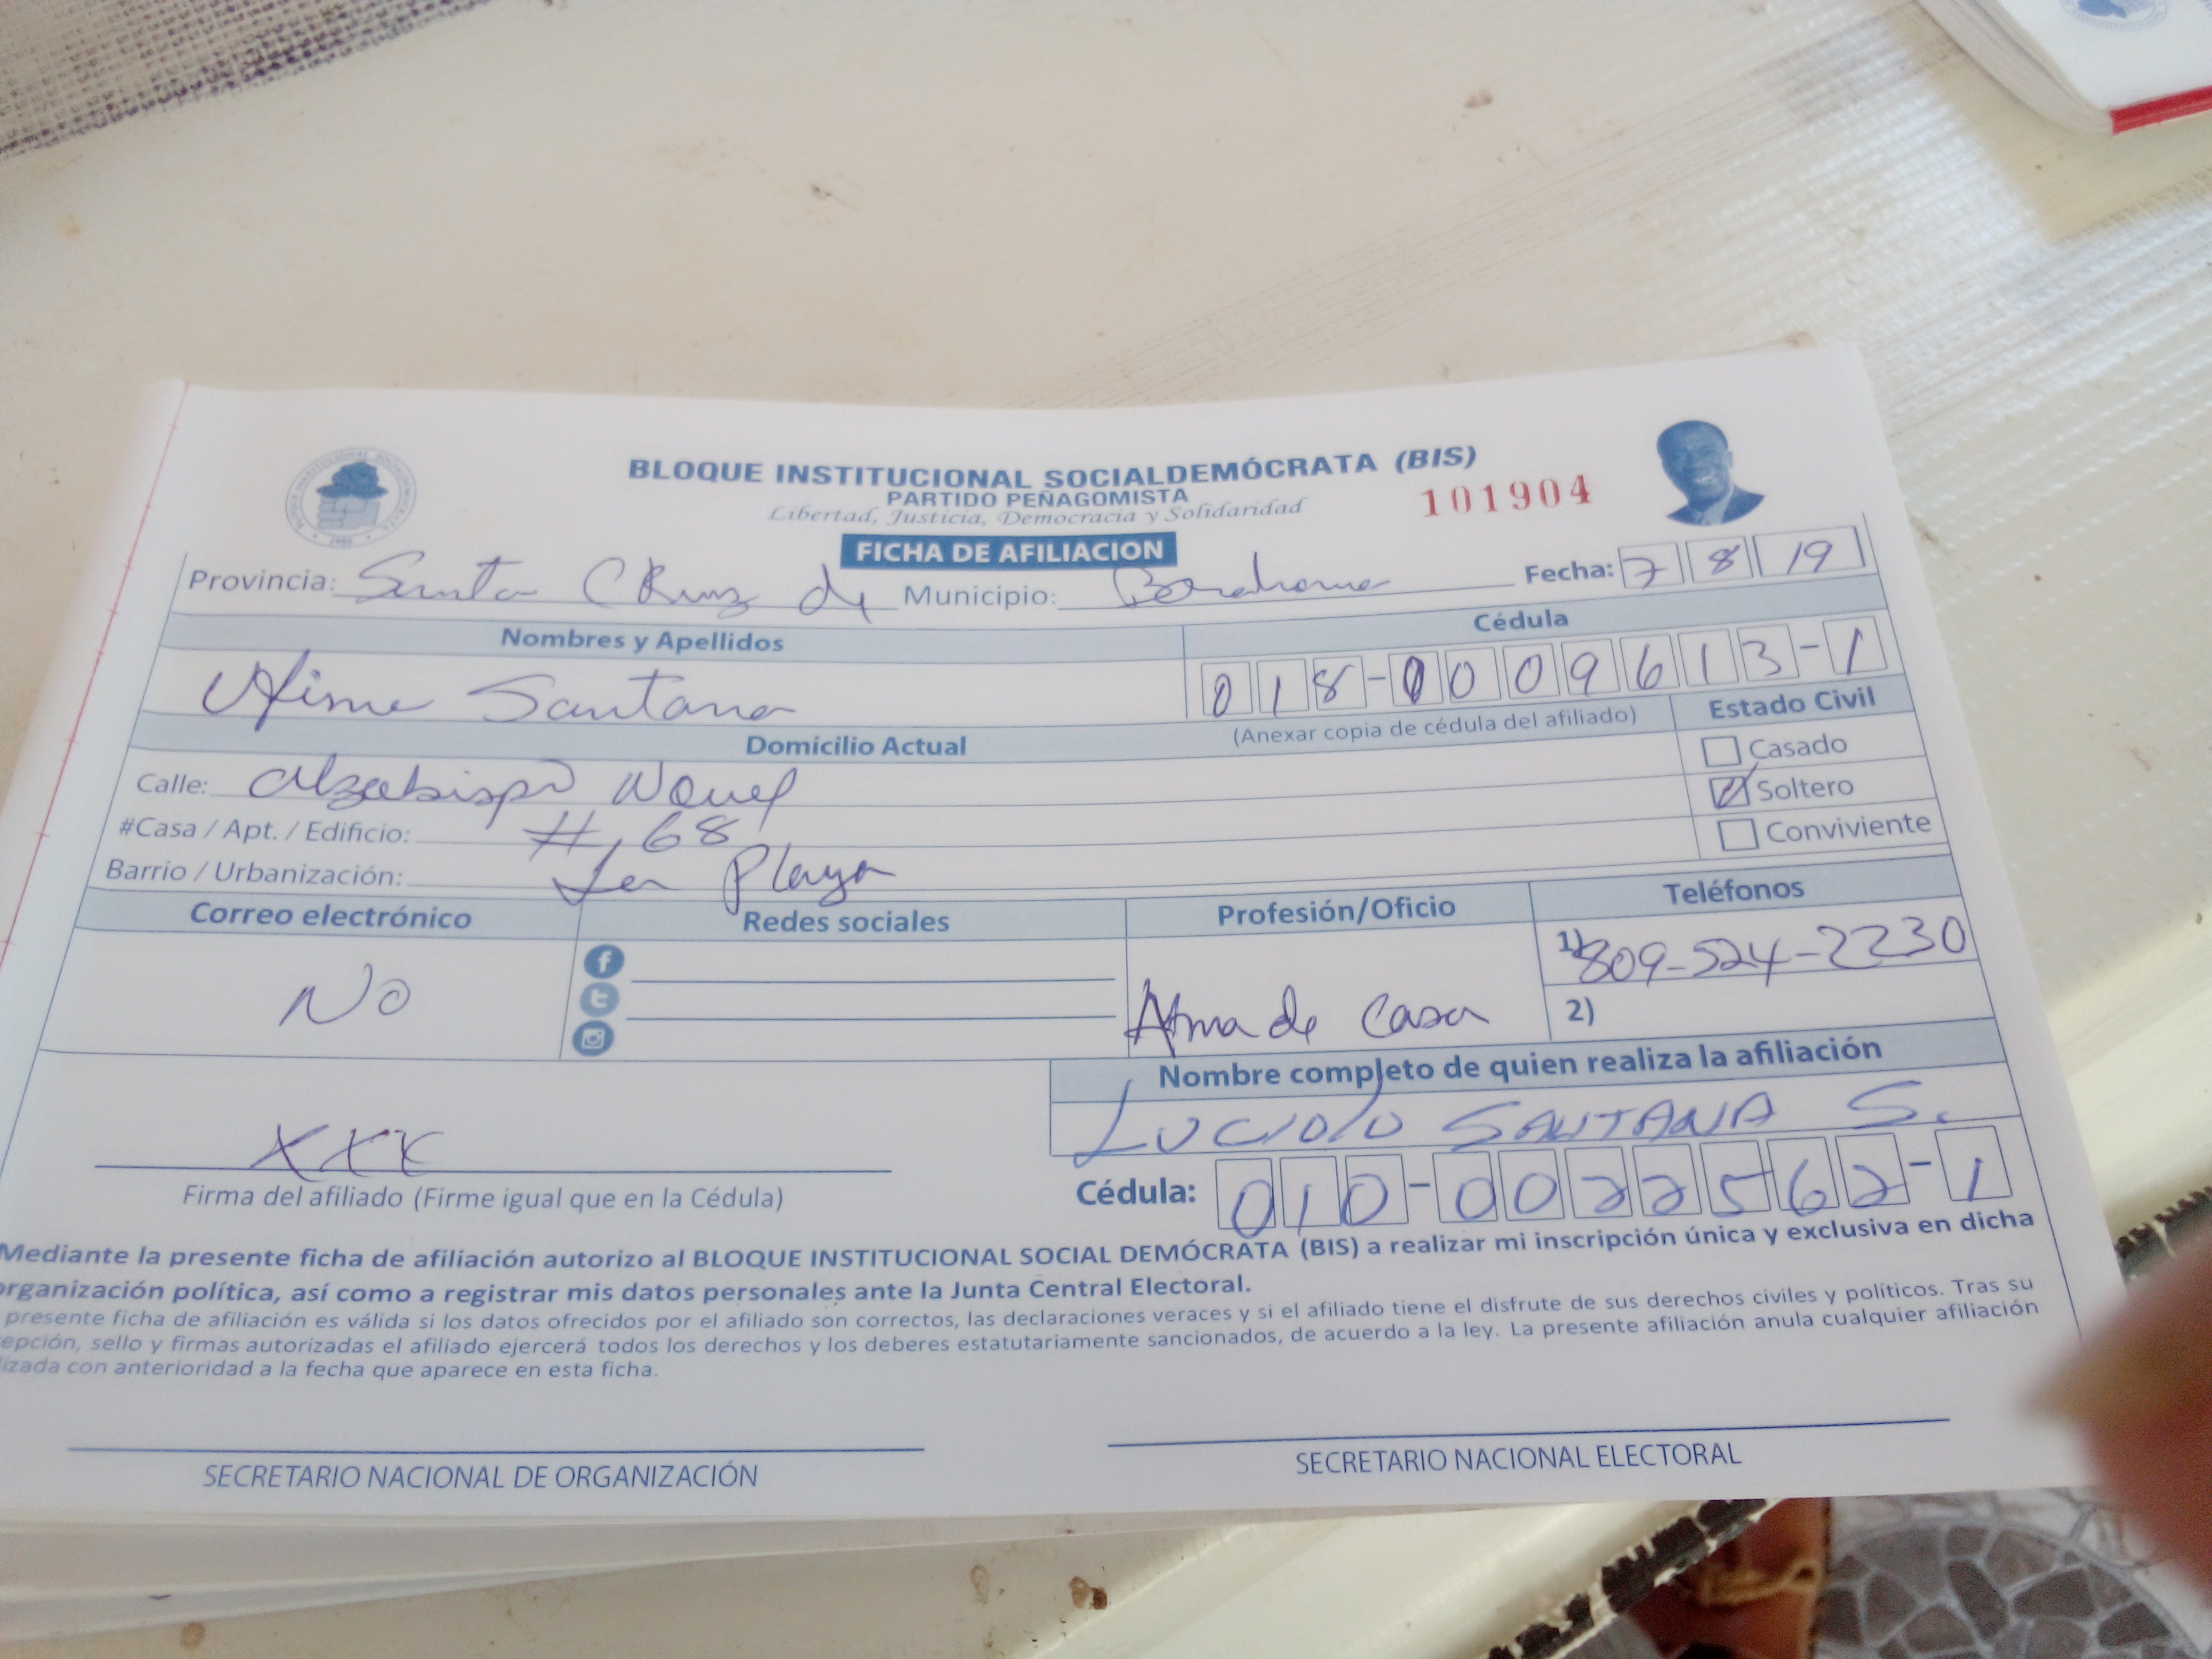 BLOQUE INSTITUCIONAL SOCIALDEMÓCRATA (BIS)
PARTIDO PEÑAGOMISTA
Libertad, Justicia, Democracia y Solidaridad
101904
FICHA DE AFILIACION
Provincia: Santa CRuz de Municipio: Barahona Fecha: 7 8 19
Nombres y Apellidos Cédula
Santana 018-0009613-1
(Anexar copia de cédula del afiliado) Estado Civil
Domicilio Actual
Casado
Calle: Alzobispo Nouel
Soltero
#Casa / Apt. / Edificio: # 68
Conviviente
Barrio / Urbanización: La Playa
Correo electrónico Redes sociales Profesión/Oficio Teléfonos
1) 809-524-2230
No Ama de Casa
2)
Nombre completo de quien realiza la afiliación
LUCIOLO SANTANA S.
XXX
Firma del afiliado (Firme igual que en la Cédula)
Cédula: 010-0022562-1
Mediante la presente ficha de afiliación autorizo al BLOQUE INSTITUCIONAL SOCIAL DEMÓCRATA (BIS) a realizar mi inscripción única y exclusiva en dicha
organización política, así como a registrar mis datos personales ante la Junta Central Electoral.
presente ficha de afiliación es válida si los datos ofrecidos por el afiliado son correctos, las declaraciones veraces y si el afiliado tiene el disfrute de sus derechos civiles y políticos. Tras su
epción, sello y firmas autorizadas el afiliado ejercerá todos los derechos y los deberes estatutariamente sancionados, de acuerdo a la ley. La presente afiliación anula cualquier afiliación
lizada con anterioridad a la fecha que aparece en esta ficha.
SECRETARIO NACIONAL DE ORGANIZACIÓN SECRETARIO NACIONAL ELECTORAL